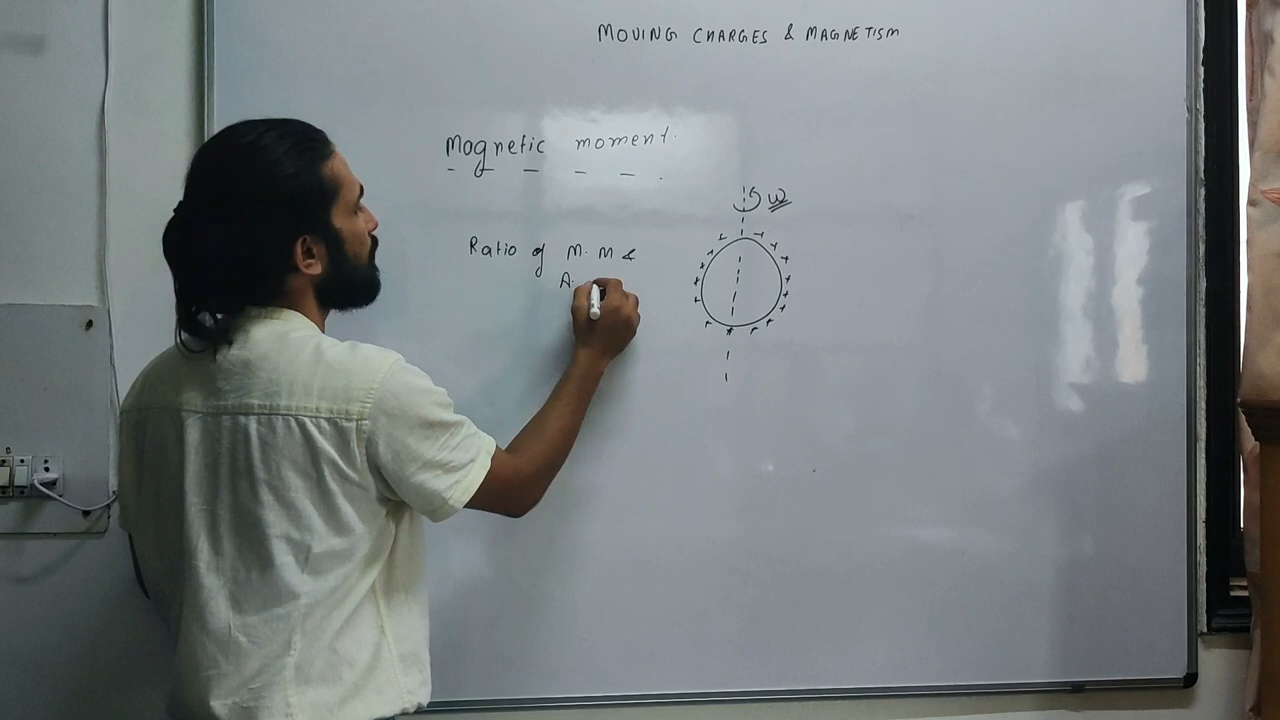 MOVING CHARGES & MAGNETISM
Magnetic moment.
ω
Ratio of M. M &
A.